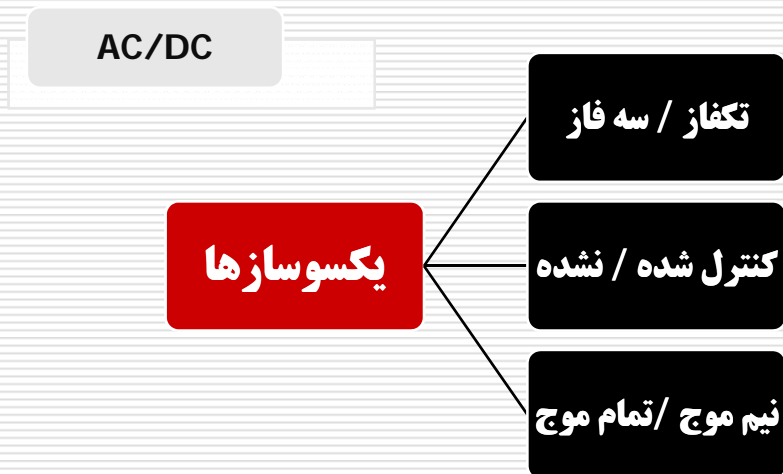 AC/DC
یکسوسازها
تکفاز / سه فاز
کنترل شده / نشده
نیم موج /تمام موج